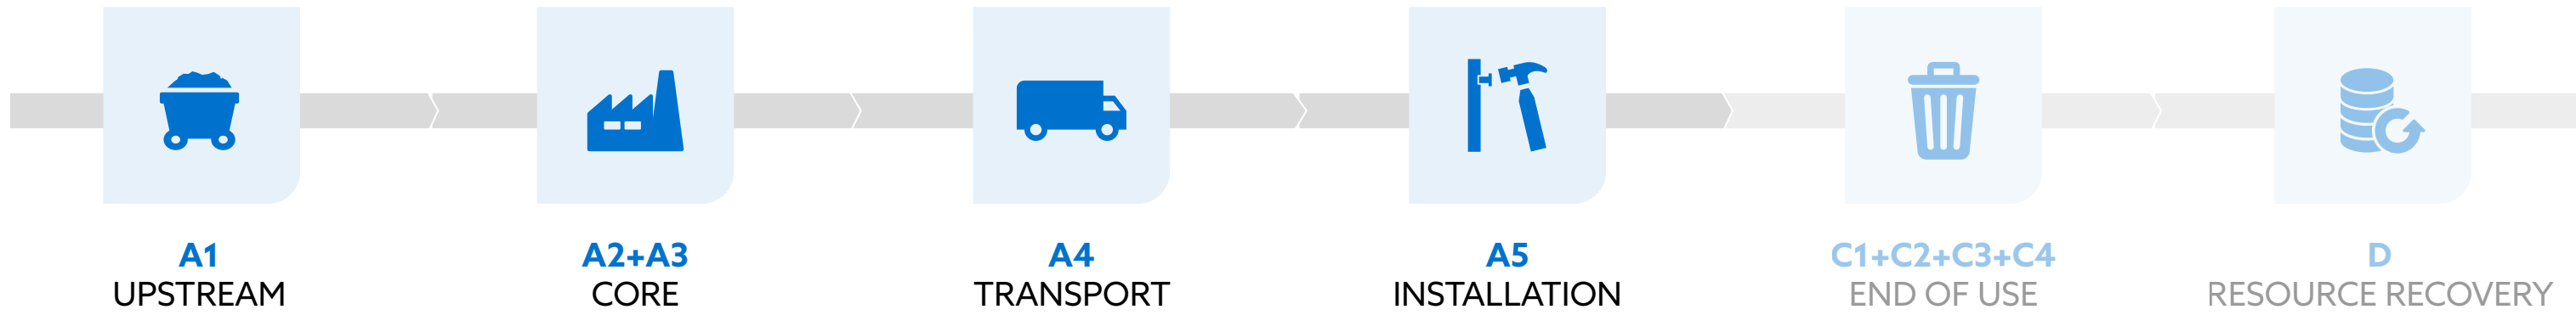 A1
UPSTREAM
A2+A3
CORE
A4
TRANSPORT
A5
INSTALLATION
C1+C2+C3+C4
END OF USE
D
RESOURCE RECOVERY